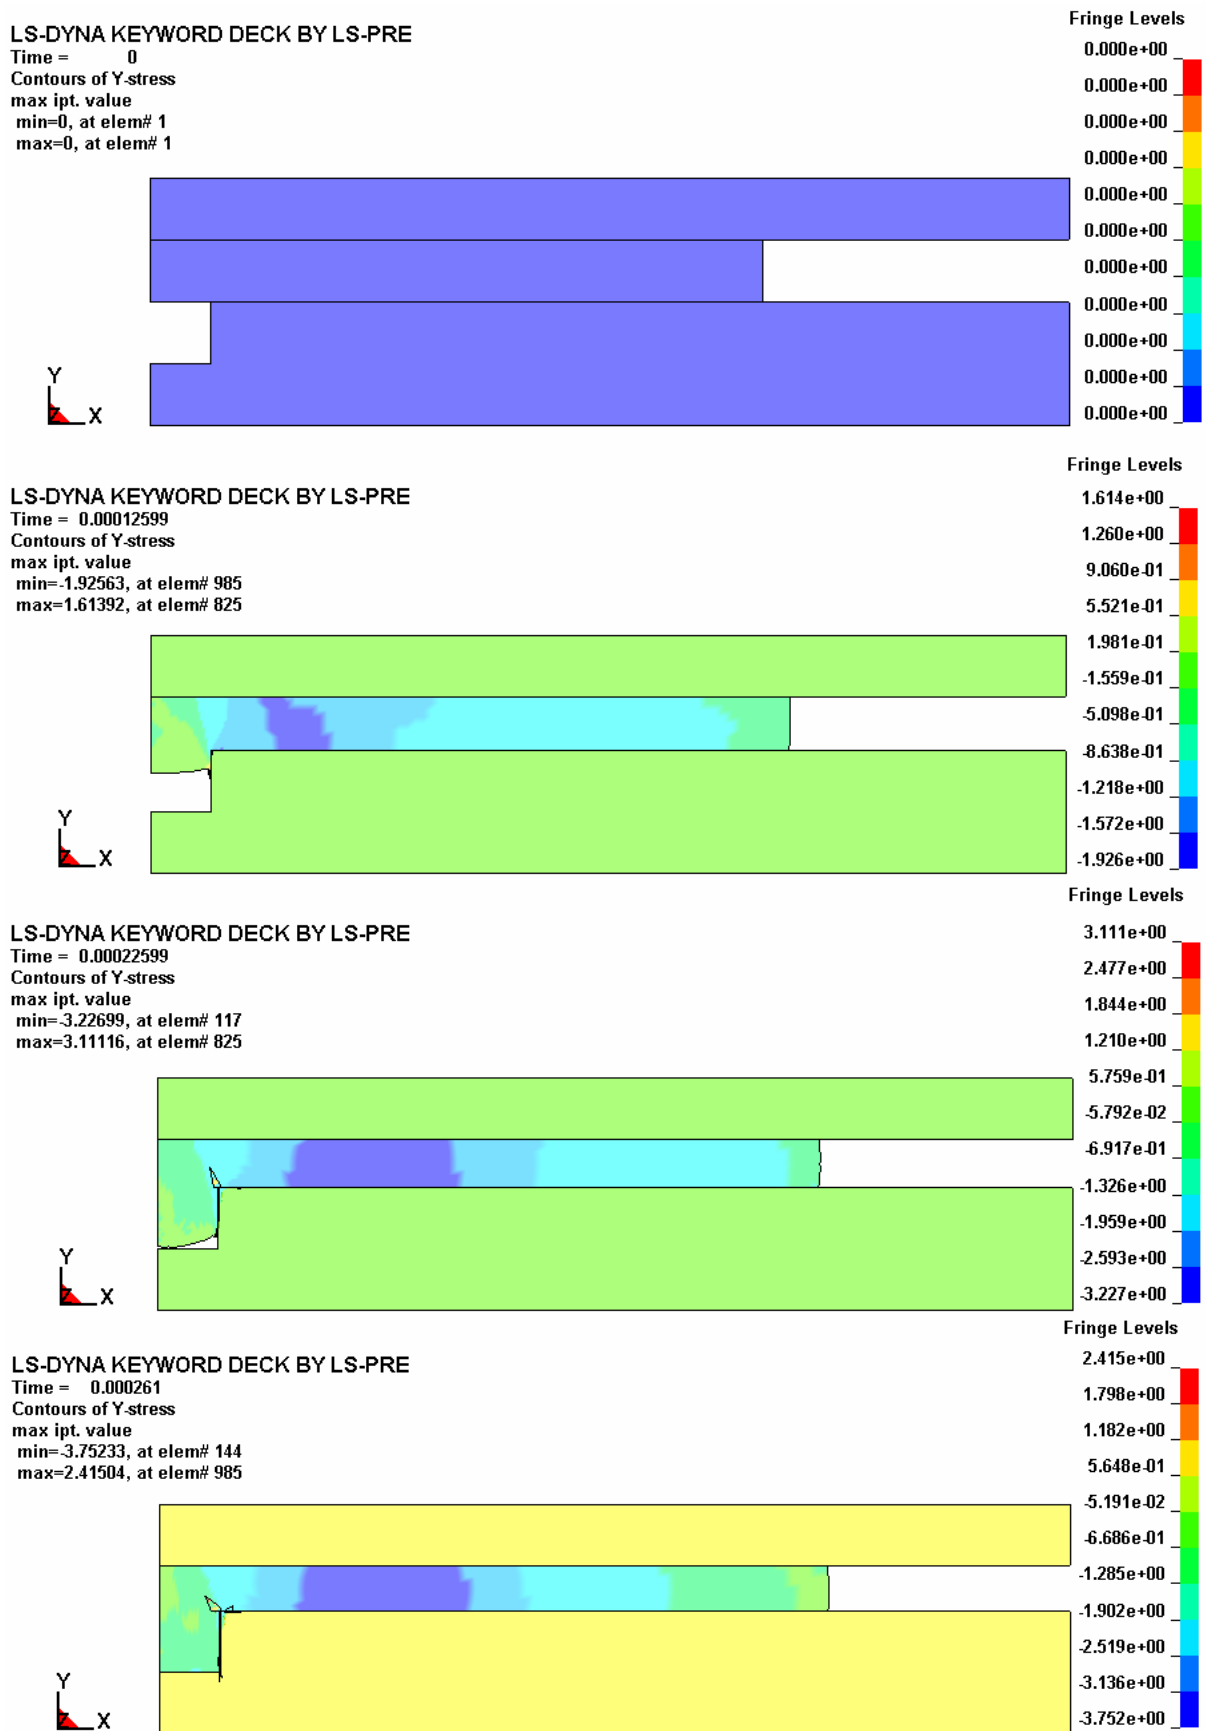 Fringe Levels
LS-DYNA KEYWORD DECK BY LS-PRE
Time = 0
Contours of Y-stress
max ipt. value
min=0, at elem# 1
max=0, at elem# 1
0.000e+00
0.000e+00
0.000e+00
0.000e+00
0.000e+00
0.000e+00
0.000e+00
0.000e+00
0.000e+00
0.000e+00
0.000e+00
Y
Z
X
Fringe Levels
LS-DYNA KEYWORD DECK BY LS-PRE
Time = 0.00012599
Contours of Y-stress
max ipt. value
min=-1.92563, at elem# 985
max=1.61392, at elem# 825
1.614e+00
1.260e+00
9.060e-01
5.521e-01
1.981e-01
-1.559e-01
-5.098e-01
-8.638e-01
-1.218e+00
-1.572e+00
-1.926e+00
Y
Z
X
Fringe Levels
LS-DYNA KEYWORD DECK BY LS-PRE
Time = 0.00022599
Contours of Y-stress
max ipt. value
min=-3.22699, at elem# 117
max=3.11116, at elem# 825
3.111e+00
2.477e+00
1.844e+00
1.210e+00
5.759e-01
-5.792e-02
-6.917e-01
-1.326e+00
-1.959e+00
-2.593e+00
-3.227e+00
Y
Z
X
Fringe Levels
LS-DYNA KEYWORD DECK BY LS-PRE
Time = 0.000261
Contours of Y-stress
max ipt. value
min=-3.75233, at elem# 144
max=2.41504, at elem# 985
2.415e+00
1.798e+00
1.182e+00
5.648e-01
-5.191e-02
-6.686e-01
-1.285e+00
-1.902e+00
-2.519e+00
-3.136e+00
-3.752e+00
Y
Z
X